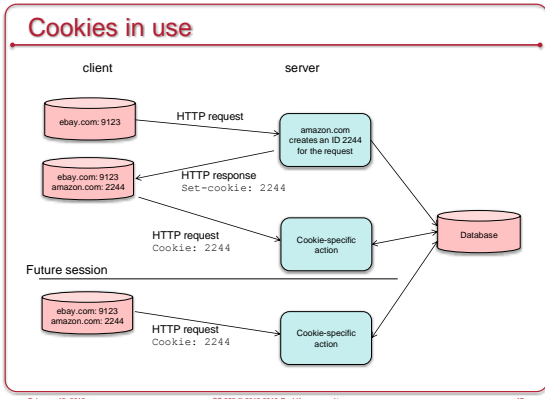 Cookies in use
client
server
ebay.com: 9123
HTTP request
amazon.com
creates an ID 2244
for the request
ebay.com: 9123
amazon.com: 2244
HTTP response
Set-cookie: 2244
HTTP request
Cookie: 2244
Cookie-specific
action
Database
Future session
ebay.com: 9123
amazon.com: 2244
HTTP request
Cookie: 2244
Cookie-specific
action